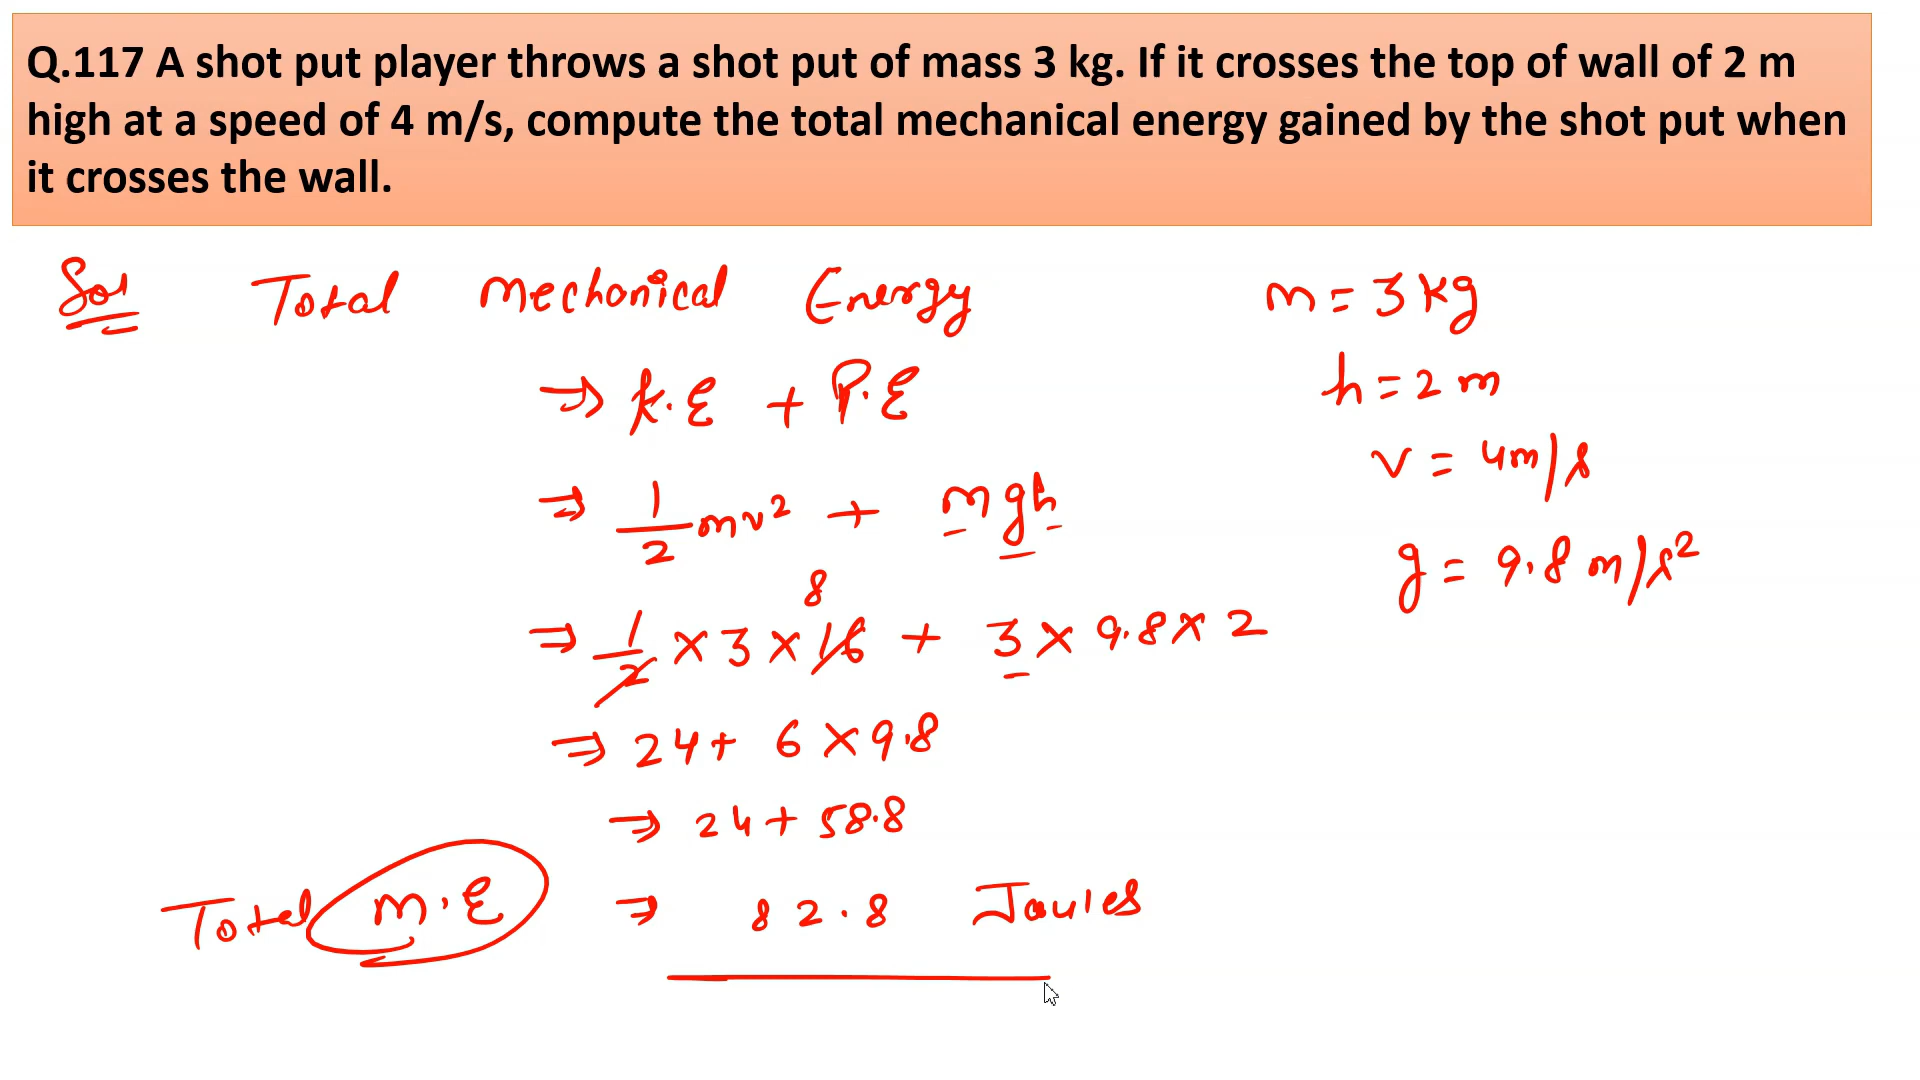 Q.117 A shot put player throws a shot put of mass 3 kg. If it crosses the top of wall of 2 m
high at a speed of 4 m/s, compute the total mechanical energy gained by the shot put when
it crosses the wall.
Sol Total Mechanical Energy m = 3 kg
⇒ K.E + P.E h = 2 m
⇒ 1/2 mv² + mgh v = 4m/s
g = 9.8 m/s²
8
⇒ 1/2 × 3 × 16 + 3 × 9.8 × 2
⇒ 24 + 6 × 9.8
⇒ 24 + 58.8
Total M.E ⇒ 82.8 Joules